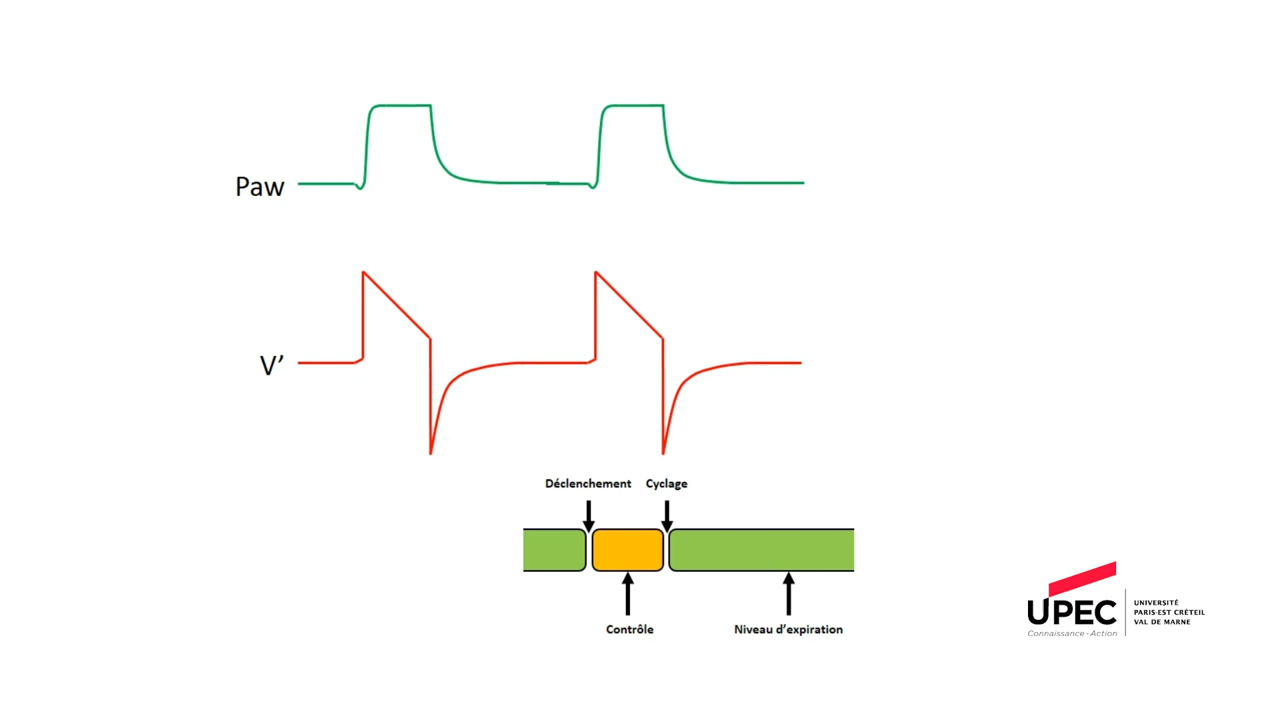 Paw
V’
Déclenchement
Cyclage
Contrôle
Niveau d’expiration
UPEC
Connaissance - Action
UNIVERSITÉ
PARIS-EST CRÉTEIL
VAL DE MARNE